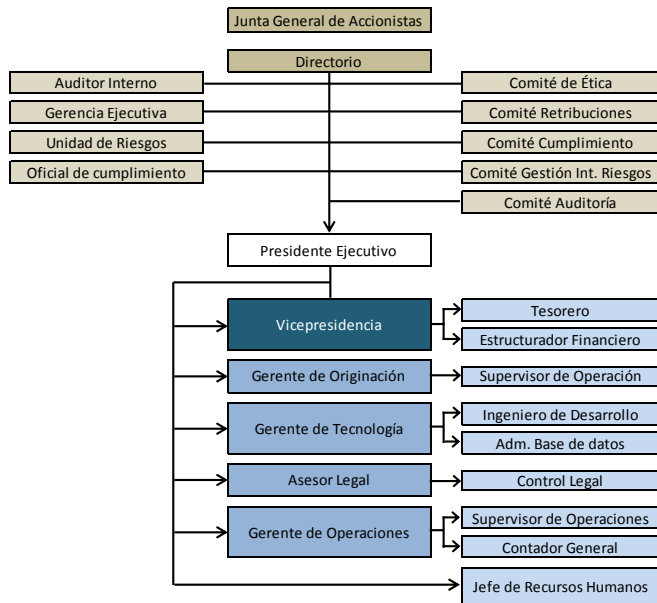 Junta General de Accionistas
Directorio
Auditor Interno
Comité de Ética
Gerencia Ejecutiva
Comité Retribuciones
Unidad de Riesgos
Comité Cumplimiento
Oficial de cumplimiento
Comité Gestión Int. Riesgos
Comité Auditoría
Presidente Ejecutivo
Vicepresidencia
Tesorero
Estructurador Financiero
Gerente de Originación
Supervisor de Operación
Gerente de Tecnología
Ingeniero de Desarrollo
Adm. Base de datos
Asesor Legal
Control Legal
Gerente de Operaciones
Supervisor de Operaciones
Contador General
Jefe de Recursos Humanos